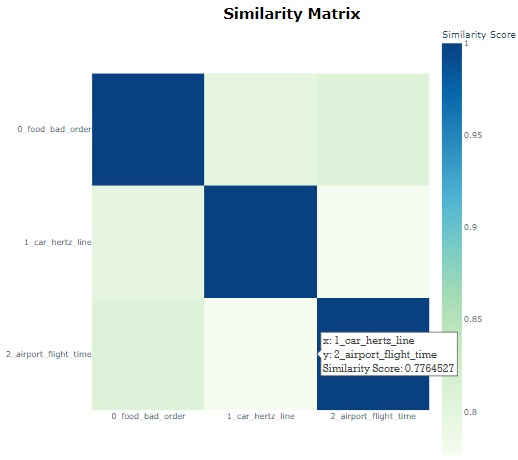 Similarity Matrix
Similarity Score
1
0_food_bad_order
0.95
1_car_hertz_line
0.9
0.85
x: 1_car_hertz_line
y: 2_airport_flight_time
Similarity Score: 0.7764527
2_airport_flight_time
0.8
0_food_bad_order
1_car_hertz_line
2_airport_flight_time